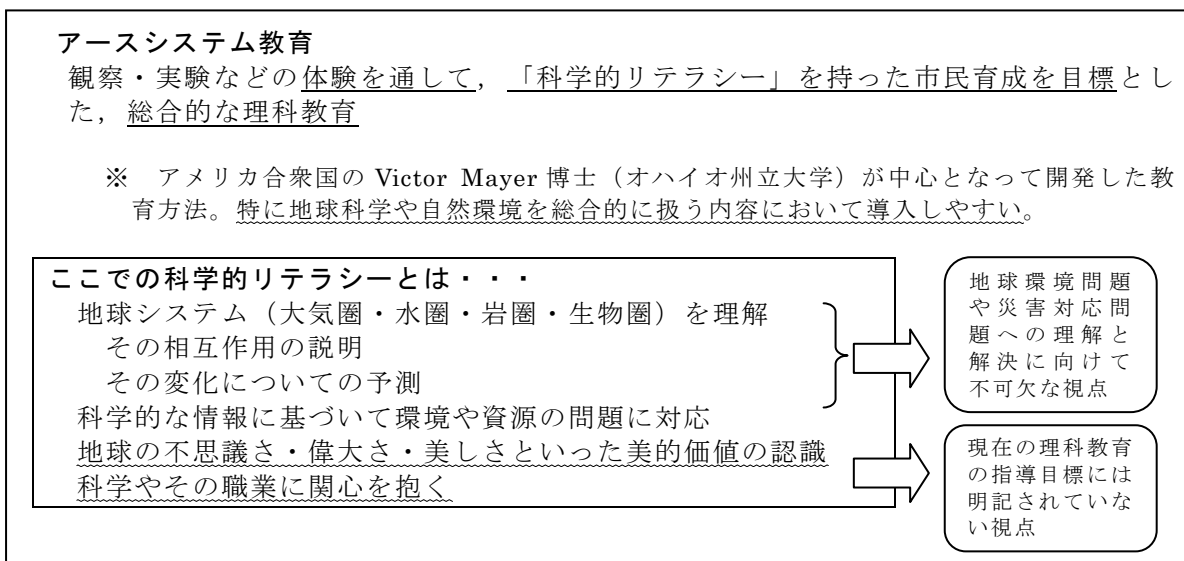 アースシステム教育
観察・実験などの体験を通して，「科学的リテラシー」を持った市民育成を目標とし
た，総合的な理科教育
※　アメリカ合衆国の Victor Mayer 博士（オハイオ州立大学）が中心となって開発した教
育方法。特に地球科学や自然環境を総合的に扱う内容において導入しやすい。
ここでの科学的リテラシーとは・・・
地球システム（大気圏・水圏・岩圏・生物圏）を理解
その相互作用の説明
その変化についての予測
科学的な情報に基づいて環境や資源の問題に対応
地球の不思議さ・偉大さ・美しさといった美的価値の認識
科学やその職業に関心を抱く
地球環境問題
や災害対応問
題への理解と
解決に向けて
不可欠な視点
現在の理科教育
の指導目標には
明記されていな
い視点